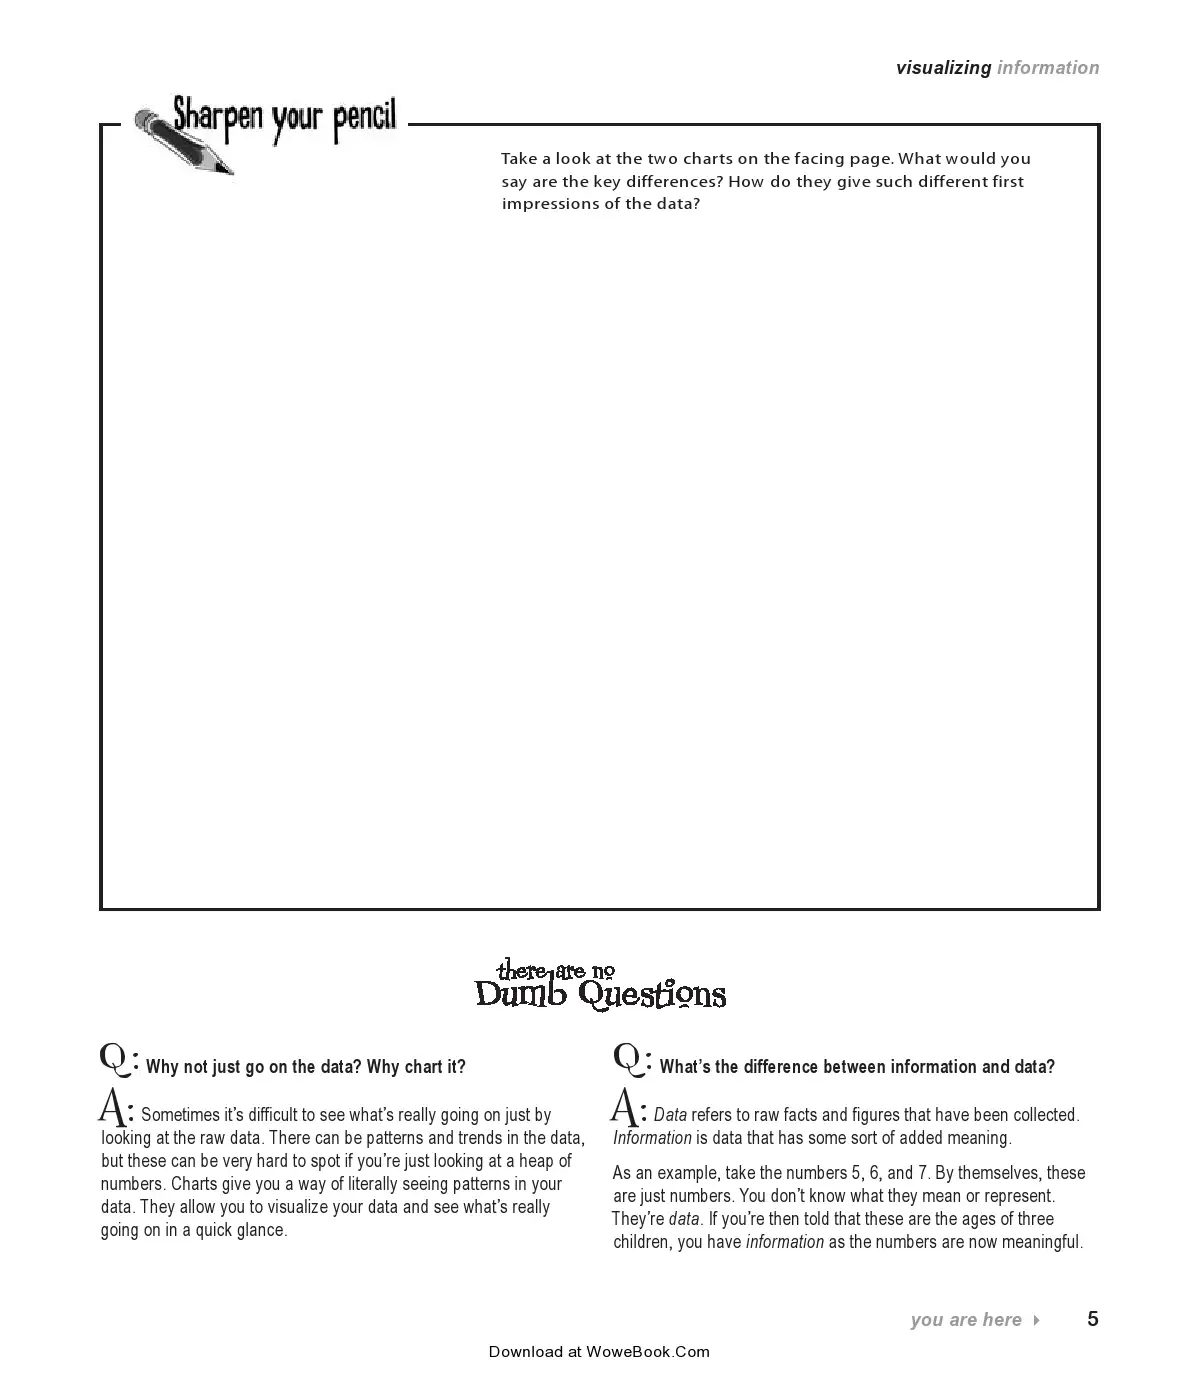 visualizing information
Sharpen your pencil
Take a look at the two charts on the facing page. What would you
say are the key differences? How do they give such different first
impressions of the data?
there are no
Dumb Questions
Q: Why not just go on the data? Why chart it?
A: Sometimes it’s difficult to see what’s really going on just by
looking at the raw data. There can be patterns and trends in the data,
but these can be very hard to spot if you’re just looking at a heap of
numbers. Charts give you a way of literally seeing patterns in your
data. They allow you to visualize your data and see what’s really
going on in a quick glance.
Q: What’s the difference between information and data?
A: Data refers to raw facts and figures that have been collected.
Information is data that has some sort of added meaning.
As an example, take the numbers 5, 6, and 7. By themselves, these
are just numbers. You don’t know what they mean or represent.
They’re data. If you’re then told that these are the ages of three
children, you have information as the numbers are now meaningful.
you are here 5
Download at WoweBook.Com